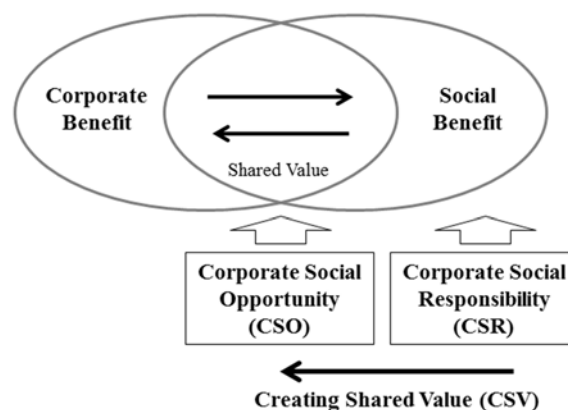 Corporate
Benefit
Social
Benefit
Shared Value
Corporate Social
Opportunity
(CSO)
Corporate Social
Responsibility
(CSR)
Creating Shared Value (CSV)